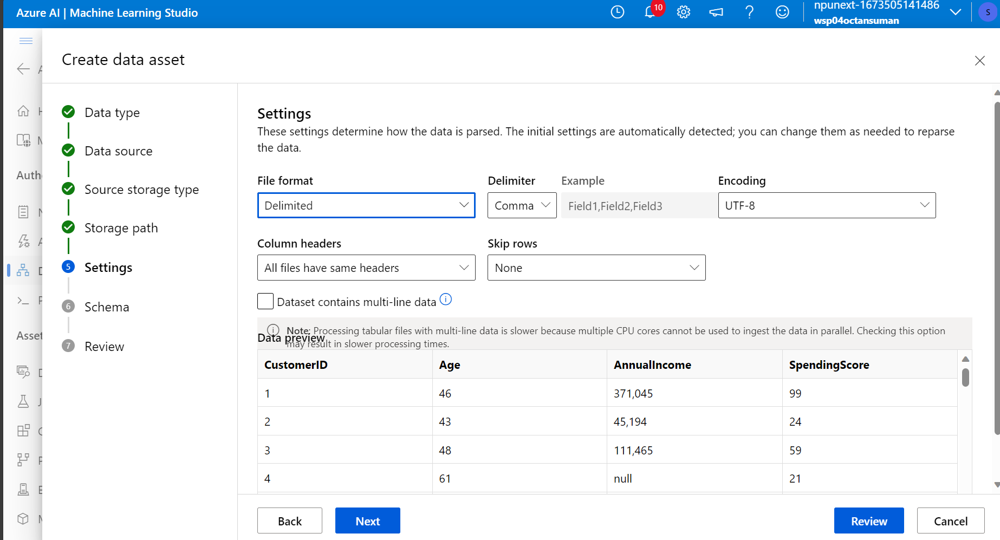 Azure AI | Machine Learning Studio
10
npunext-1673505141486
wsp04octansuman
S
Create data asset
Data type
Data source
Source storage type
Storage path
5 Settings
6 Schema
7 Review
Auth
Asset
Settings
These settings determine how the data is parsed. The initial settings are automatically detected; you can change them as needed to reparse
the data.
File format Delimiter Example Encoding
Delimited Comma Field1,Field2,Field3 UTF-8
Column headers Skip rows
All files have same headers None
Dataset contains multi-line data
Note: Processing tabular files with multi-line data is slower because multiple CPU cores cannot be used to ingest the data in parallel. Checking this option
may result in slower processing times.
Data preview
CustomerID Age AnnualIncome SpendingScore
1 46 371,045 99
2 43 45,194 24
3 48 111,465 59
4 61 null 21
Back Next Review Cancel